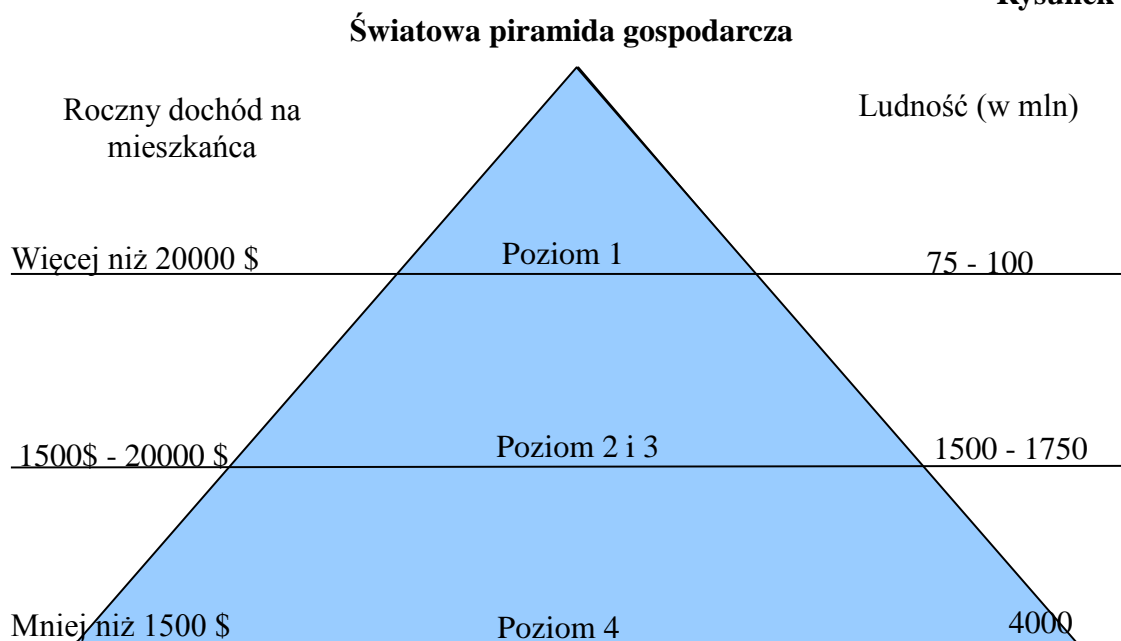 Rysunek
Światowa piramida gospodarcza
Roczny dochód na
mieszkańca
Ludność (w mln)
Więcej niż 20000 $
Poziom 1
75 - 100
1500$ - 20000 $
Poziom 2 i 3
1500 - 1750
Mniej niż 1500 $
Poziom 4
4000